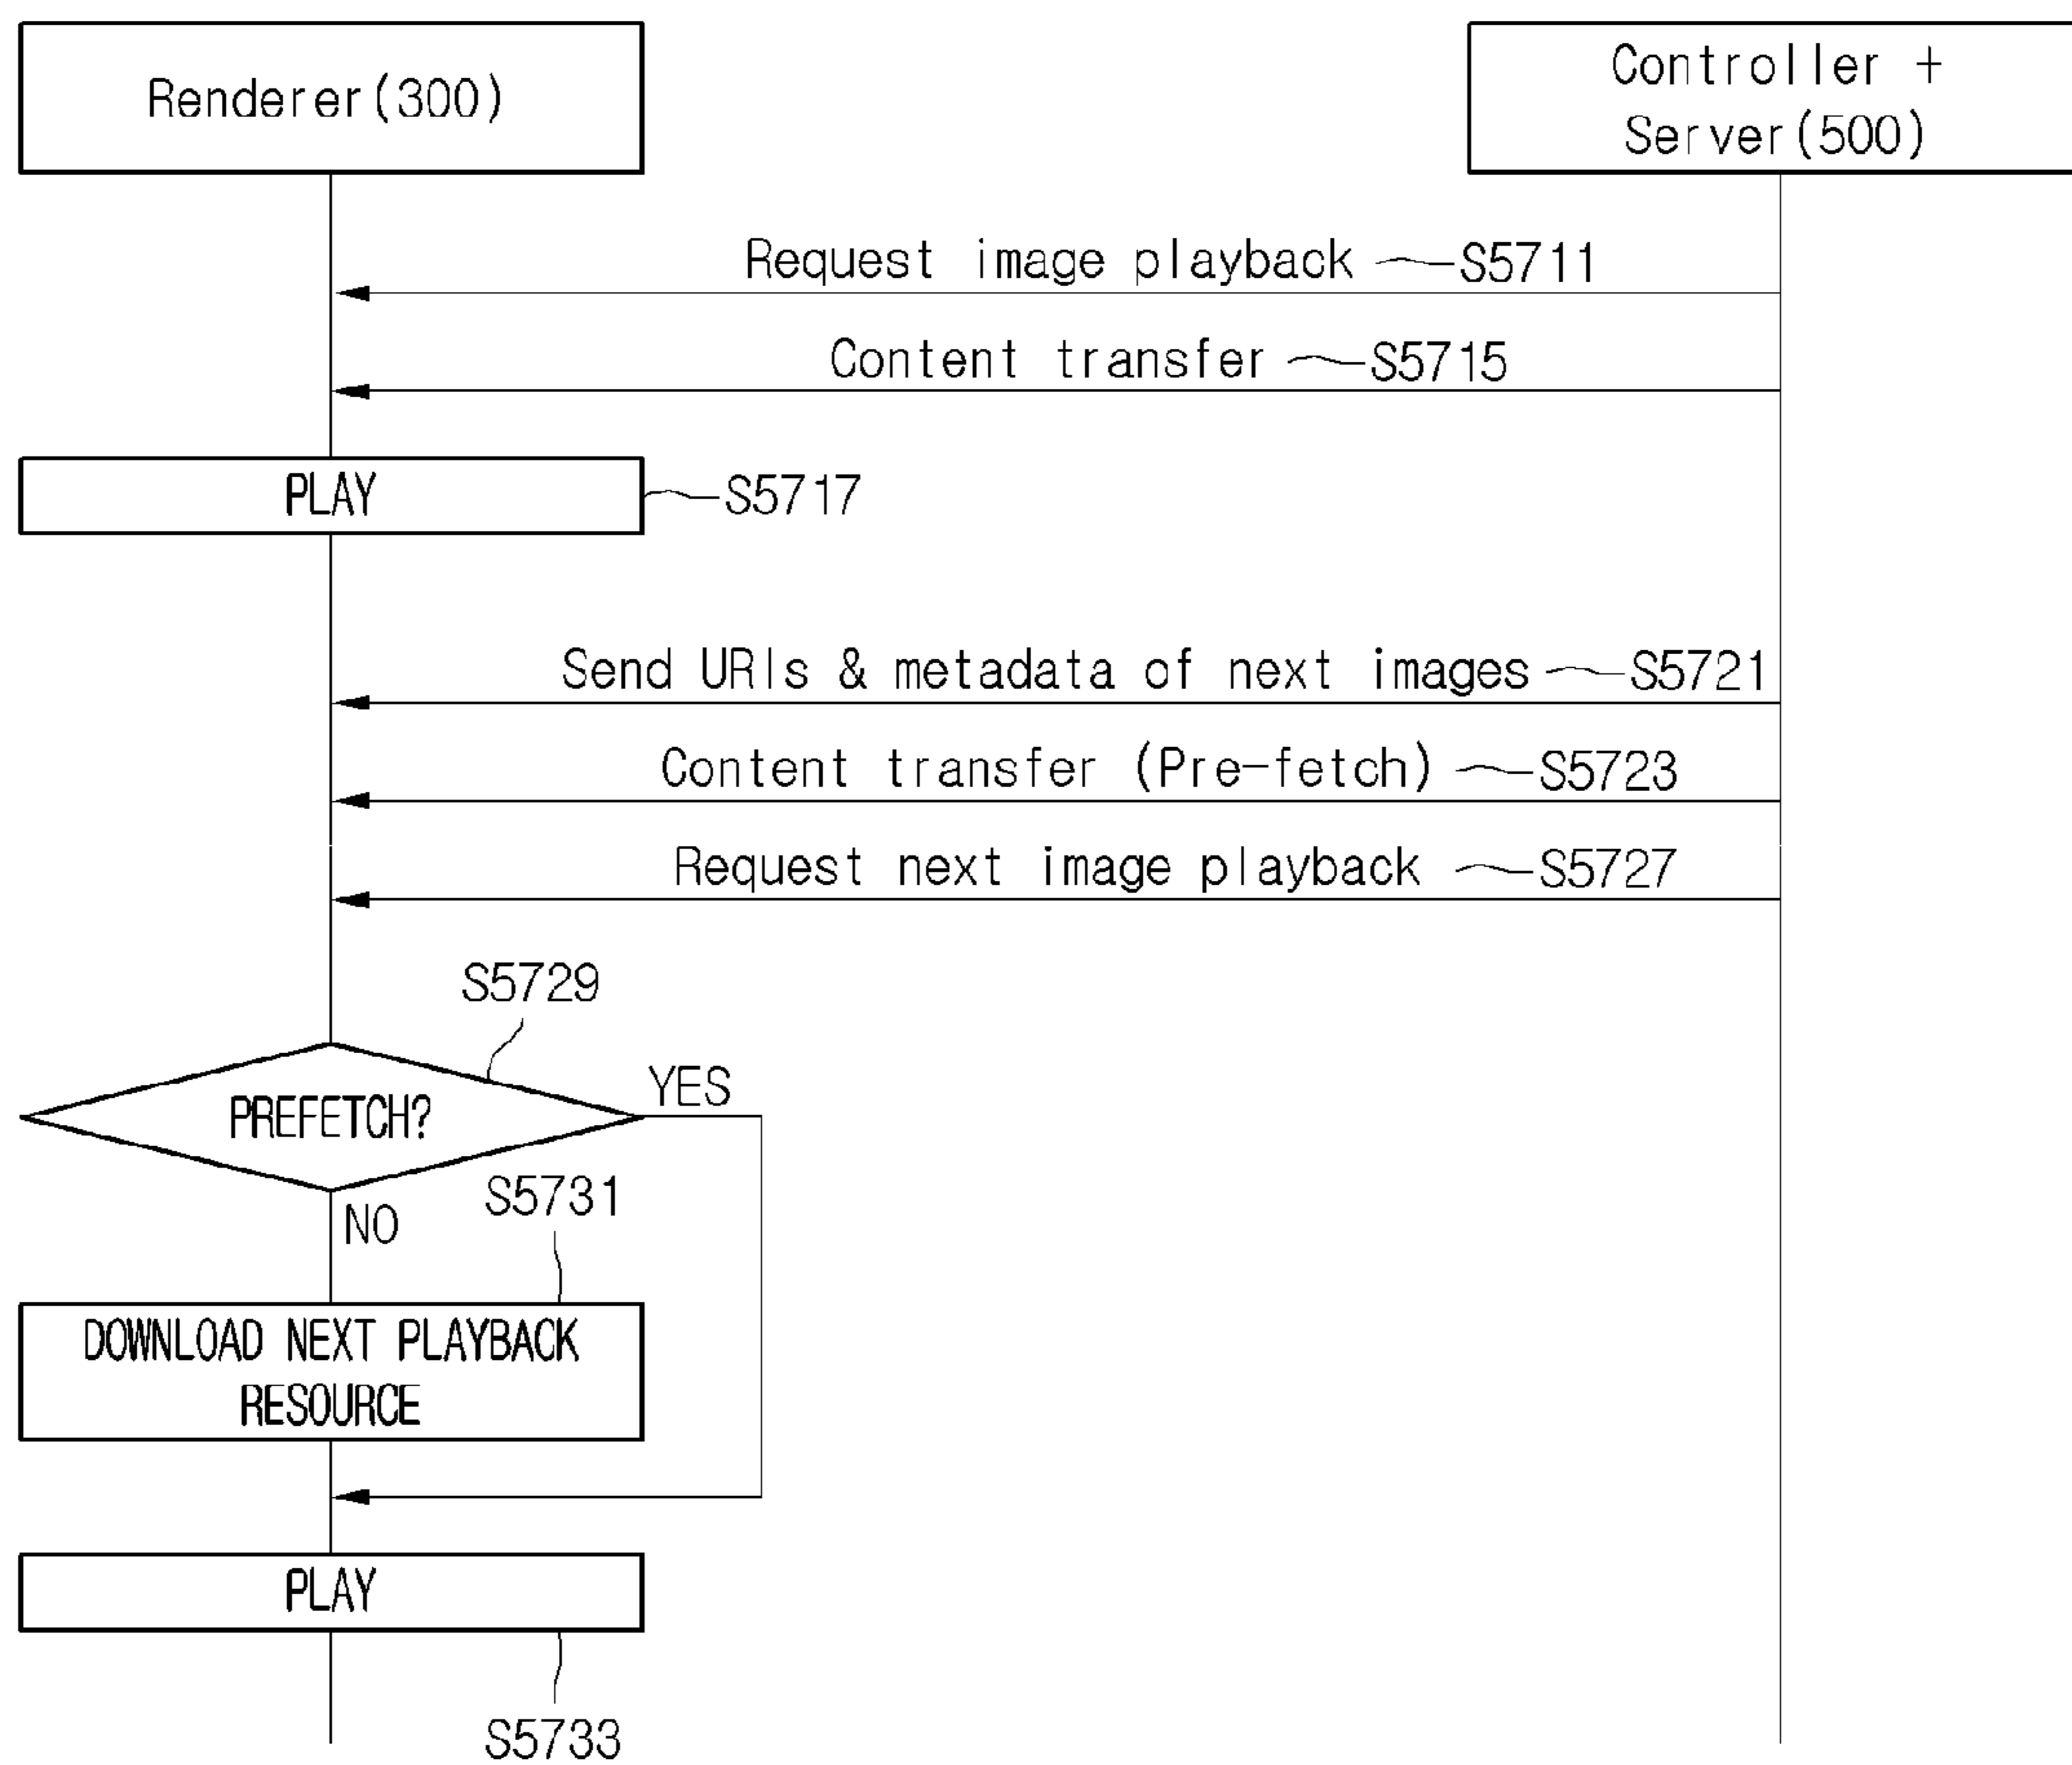 Renderer(300)
Controller +
Server(500)
Request image playback S5711
Content transfer S5715
PLAY S5717
Send URIs & metadata of next images S5721
Content transfer (Pre-fetch) S5723
Request next image playback S5727
S5729
PREFETCH?
YES
NO
S5731
DOWNLOAD NEXT PLAYBACK
RESOURCE
PLAY
S5733